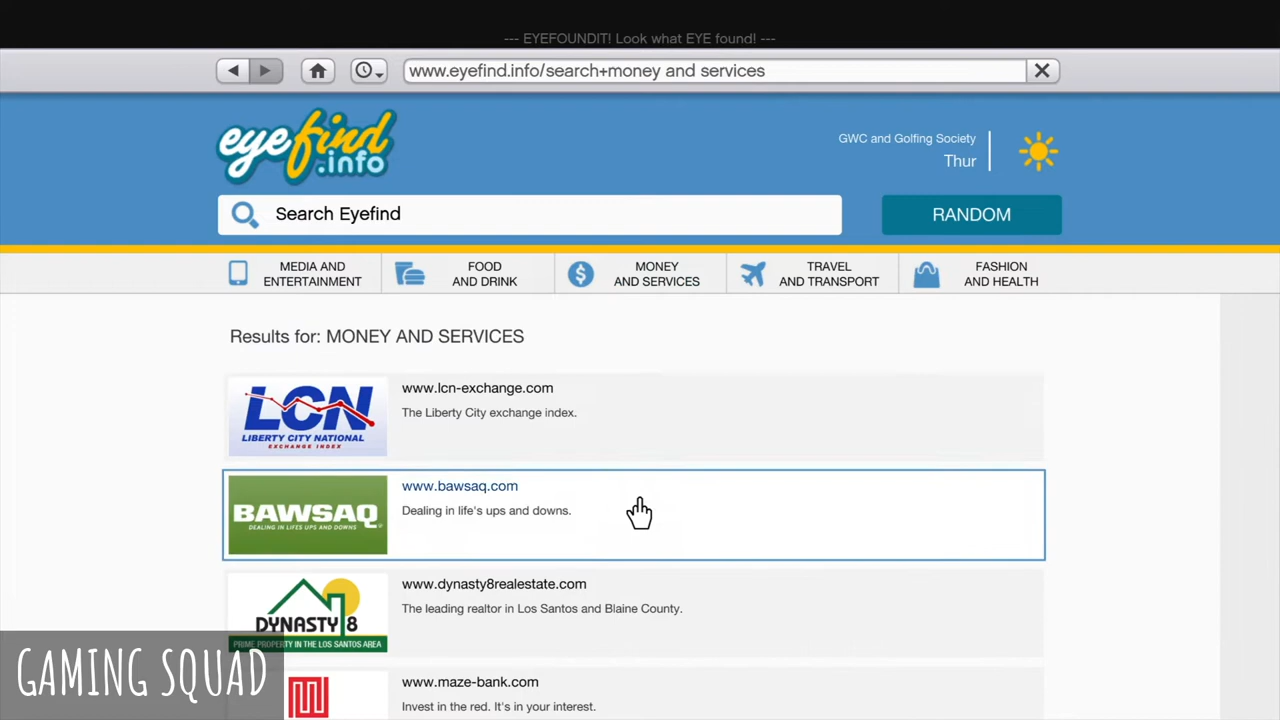 --- EYEFOUNDIT! Look what EYE found! ---
www.eyefind.info/search+money and services
eyefind
.info
GWC and Golfing Society
Thur
Search Eyefind
RANDOM
MEDIA AND
ENTERTAINMENT
FOOD
AND DRINK
MONEY
AND SERVICES
TRAVEL
AND TRANSPORT
FASHION
AND HEALTH
Results for: MONEY AND SERVICES
LCN
LIBERTY CITY NATIONAL
EXCHANGE INDEX
www.lcn-exchange.com
The Liberty City exchange index.
BAWSAQ
DEALING IN LIFE'S UPS AND DOWNS
www.bawsaq.com
Dealing in life's ups and downs.
DYNASTY 8
PRIME PROPERTY IN THE LOS SANTOS AREA
www.dynasty8realestate.com
The leading realtor in Los Santos and Blaine County.
www.maze-bank.com
Invest in the red. It's in your interest.
GAMING SQUAD